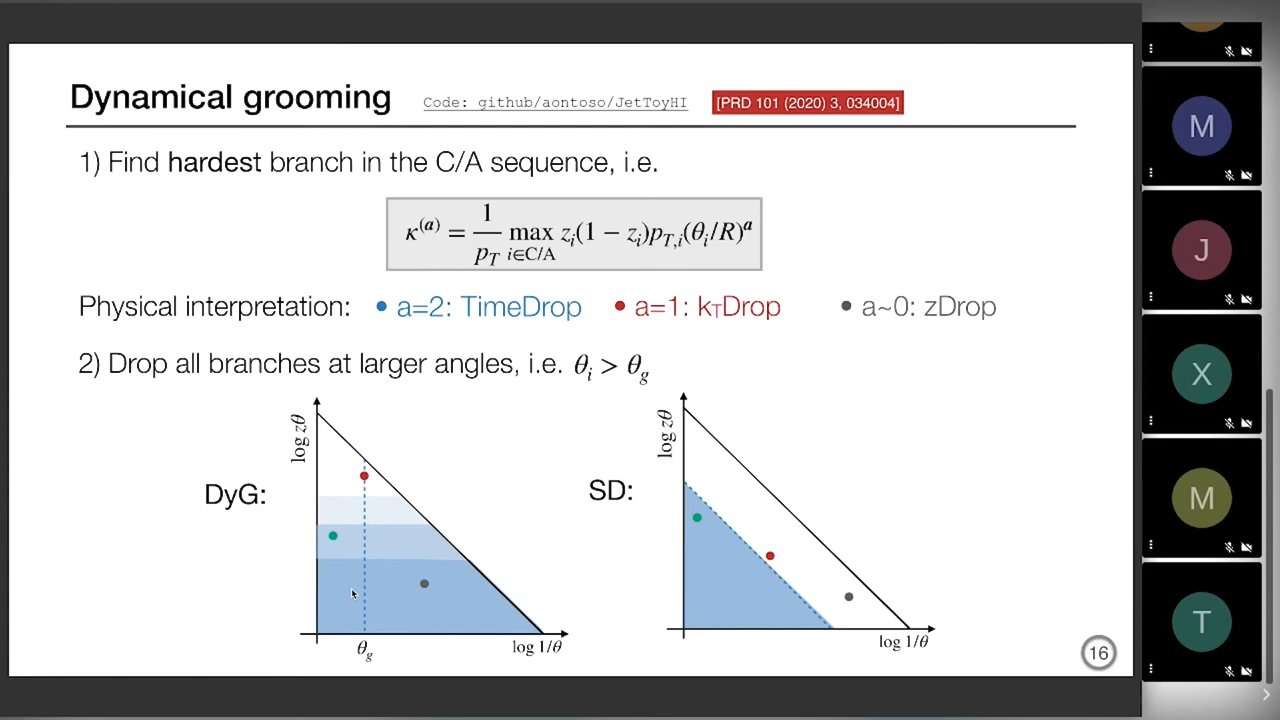 Dynamical grooming Code: github/aontoso/JetToyHI [PRD 101 (2020) 3, 034004]
1) Find hardest branch in the C/A sequence, i.e.
κ^(a) = 1/p_T max_{i∈C/A} z_i(1 − z_i)p_{T,i}(θ_i/R)^a
Physical interpretation: • a=2: TimeDrop • a=1: k_TDrop • a~0: zDrop
2) Drop all branches at larger angles, i.e. θ_i > θ_g
DyG:
log zθ
θ_g
log 1/θ
SD:
log zθ
log 1/θ
16
M
J
X
M
T